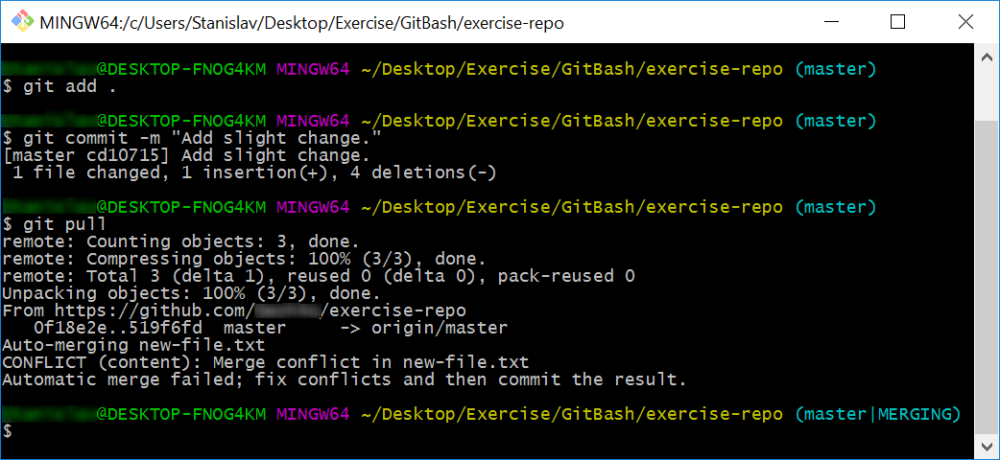 MINGW64:/c/Users/Stanislav/Desktop/Exercise/GitBash/exercise-repo
@DESKTOP-FNOG4KM MINGW64 ~/Desktop/Exercise/GitBash/exercise-repo (master)
$ git add .
@DESKTOP-FNOG4KM MINGW64 ~/Desktop/Exercise/GitBash/exercise-repo (master)
$ git commit -m "Add slight change."
[master cd10715] Add slight change.
1 file changed, 1 insertion(+), 4 deletions(-)
@DESKTOP-FNOG4KM MINGW64 ~/Desktop/Exercise/GitBash/exercise-repo (master)
$ git pull
remote: Counting objects: 3, done.
remote: Compressing objects: 100% (3/3), done.
remote: Total 3 (delta 1), reused 0 (delta 0), pack-reused 0
Unpacking objects: 100% (3/3), done.
From https://github.com/ /exercise-repo
0f18e2e..519f6fd master -> origin/master
Auto-merging new-file.txt
CONFLICT (content): Merge conflict in new-file.txt
Automatic merge failed; fix conflicts and then commit the result.
@DESKTOP-FNOG4KM MINGW64 ~/Desktop/Exercise/GitBash/exercise-repo (master|MERGING)
$